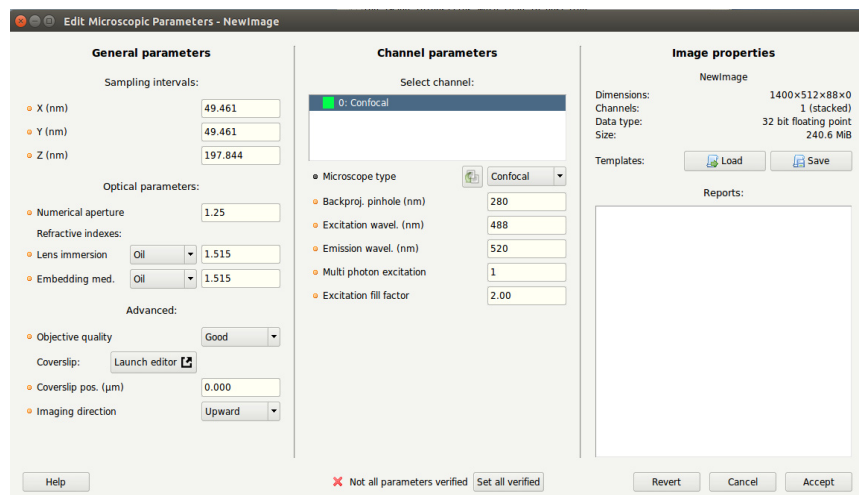 Edit Microscopic Parameters - NewImage
General parameters
Sampling intervals:
X (nm) 49.461
Y (nm) 49.461
Z (nm) 197.844
Optical parameters:
Numerical aperture 1.25
Refractive indexes:
Lens immersion Oil 1.515
Embedding med. Oil 1.515
Advanced:
Objective quality Good
Coverslip: Launch editor
Coverslip pos. (µm) 0.000
Imaging direction Upward
Channel parameters
Select channel:
0: Confocal
Microscope type Confocal
Backproj. pinhole (nm) 280
Excitation wavel. (nm) 488
Emission wavel. (nm) 520
Multi photon excitation 1
Excitation fill factor 2.00
Image properties
NewImage
Dimensions: 1400×512×88×0
Channels: 1 (stacked)
Data type: 32 bit floating point
Size: 240.6 MiB
Templates: Load Save
Reports:
Help Not all parameters verified Set all verified Revert Cancel Accept